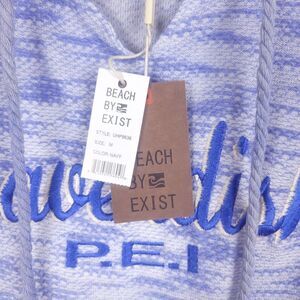 BEACH
BY
EXIST
SIZE: M
COLOR: NAVY
BEACH
BY
EXIST
P.E.I